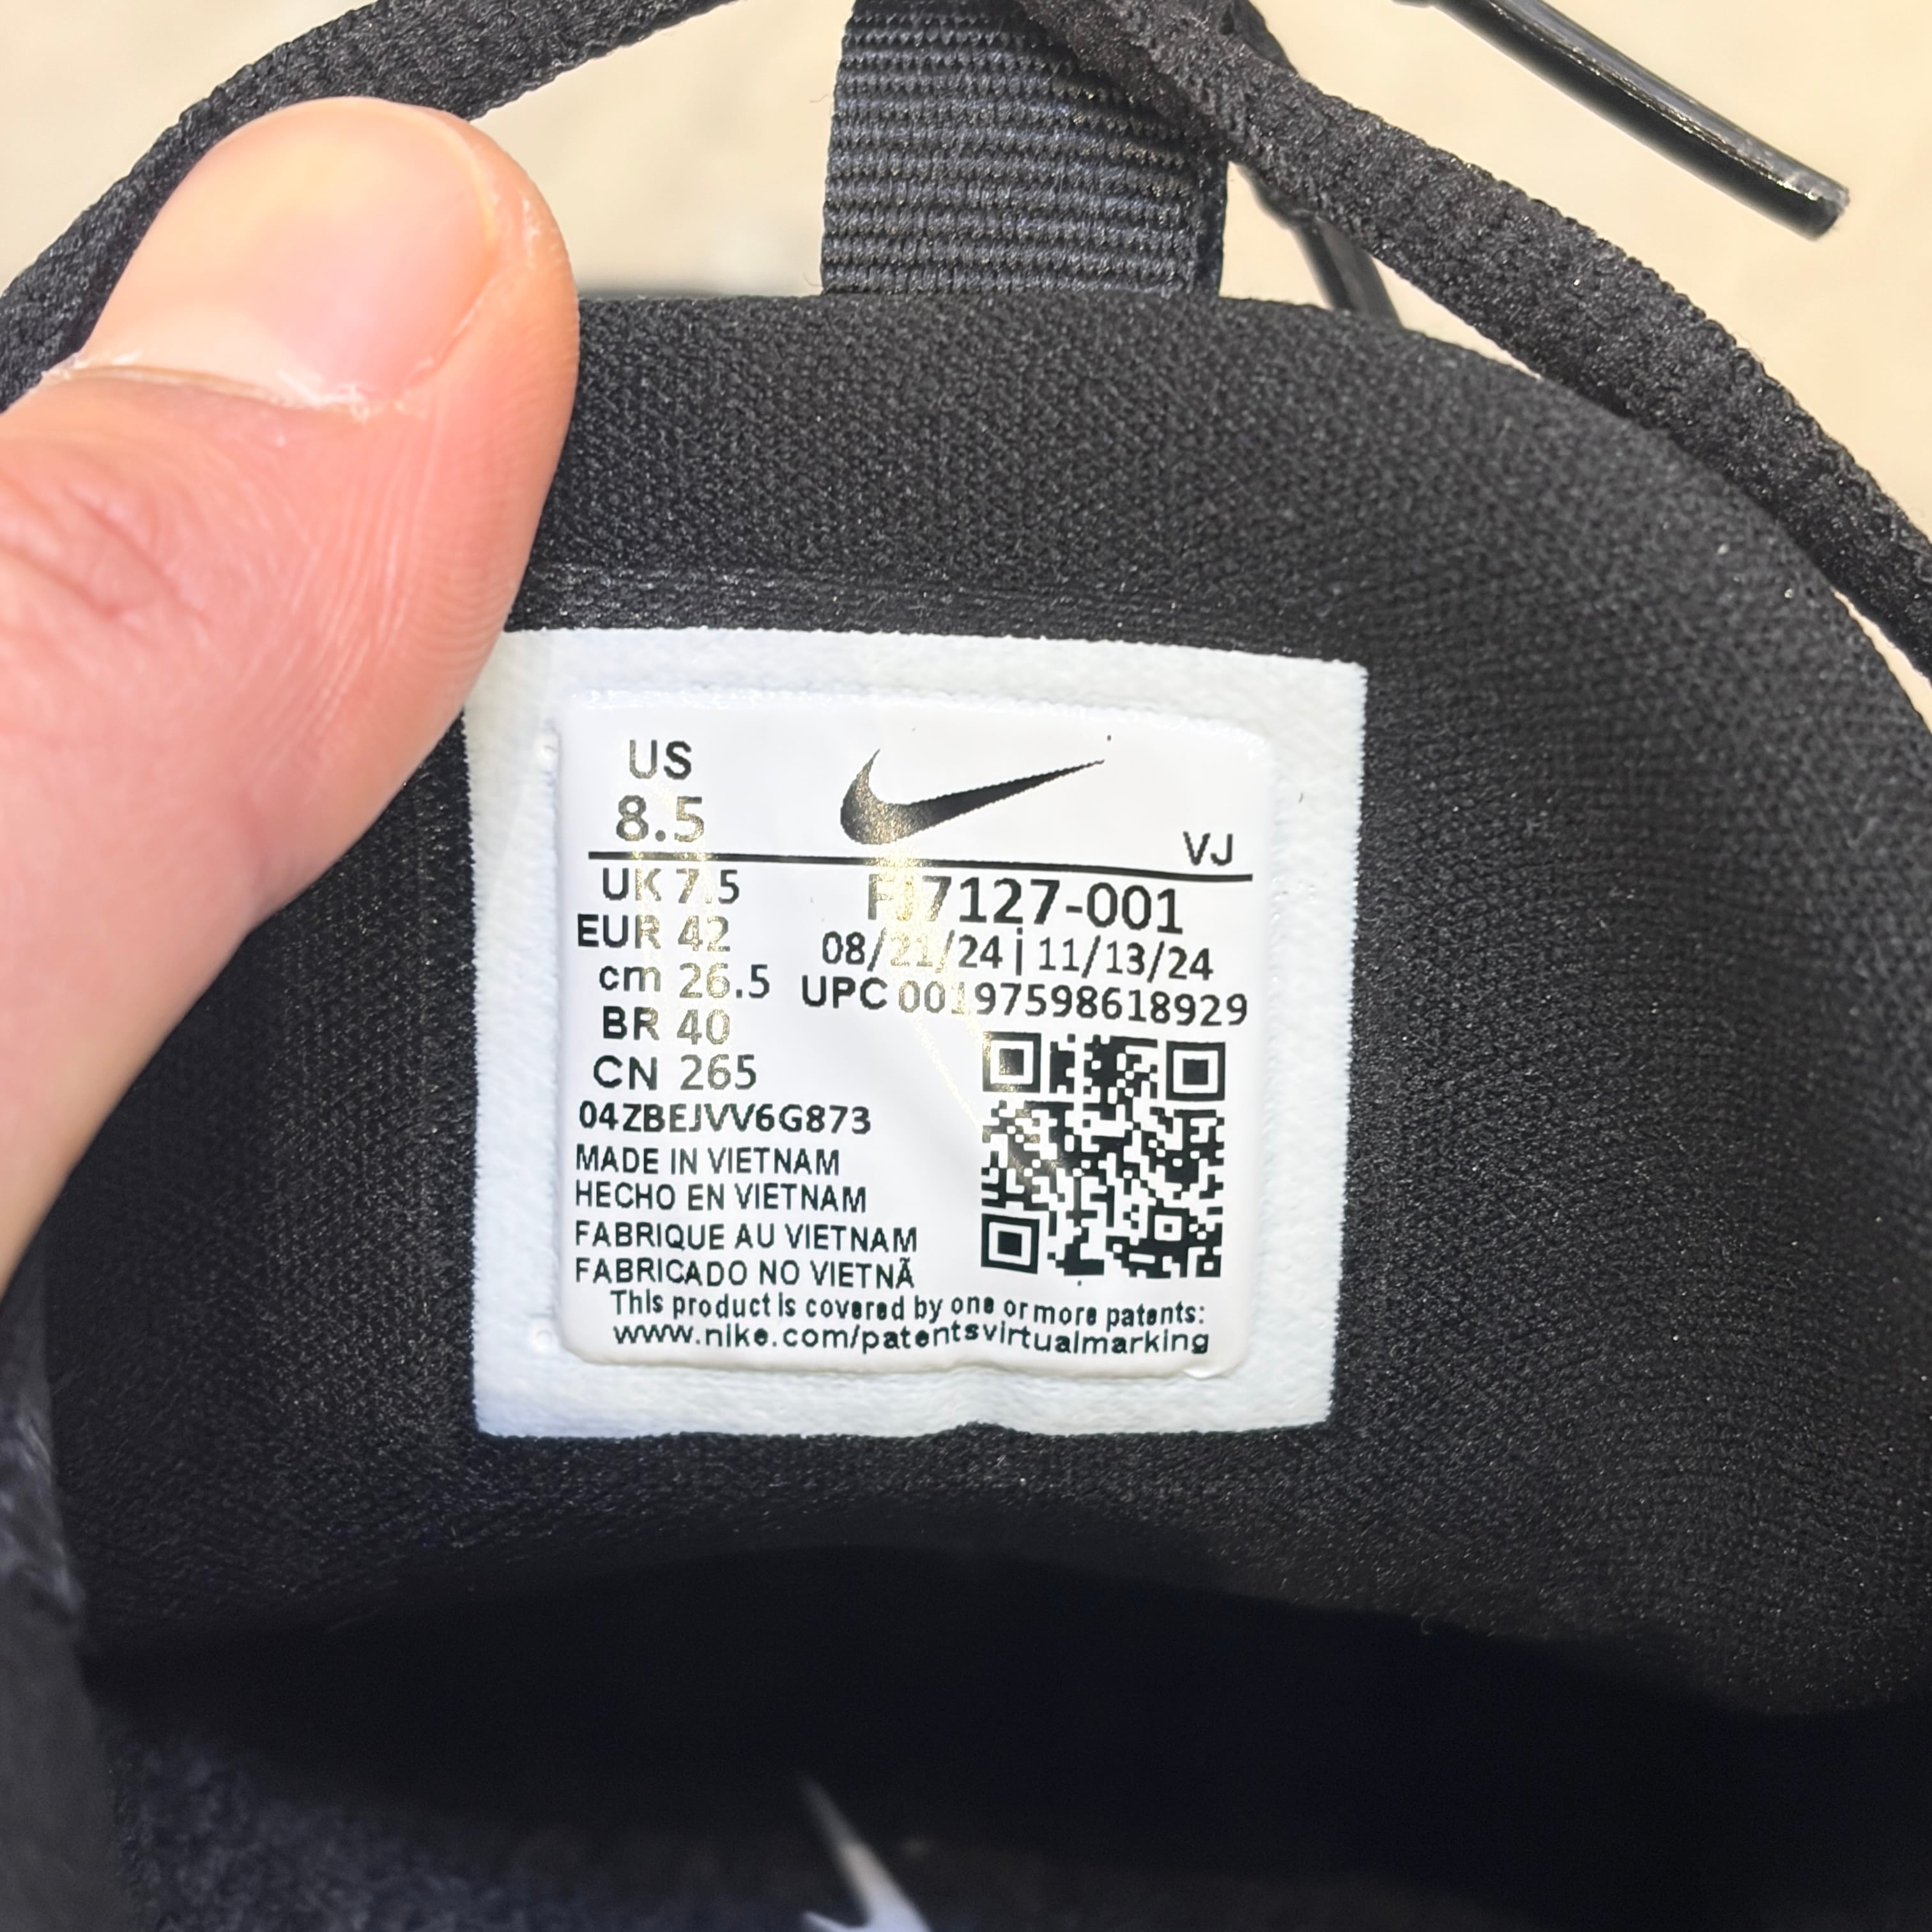 US
8.5
VJ
UK 7.5
EUR 42
cm 26.5
BR 40
CN 265
04ZBEJVV6G873
MADE IN VIETNAM
HECHO EN VIETNAM
FABRIQUE AU VIETNAM
FABRICADO NO VIETNÃ
FJ7127-001
08/21/24 | 11/13/24
UPC 00197598618929
This product is covered by one or more patents:
www.nike.com/patentsvirtualmarking